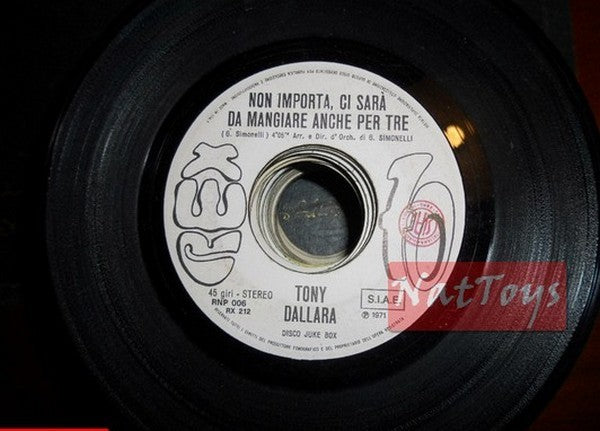 NON IMPORTA, CI SARÀ
DA MANGIARE ANCHE PER TRE
(G. Simonelli) 4'05" Arr. e Dir. d'Orch. di G. SIMONELLI
REX
45 giri - STEREO
RNP 006
RX 212
TONY
DALLARA
DISCO JUKE BOX
S.I.A.E.
℗ 1971
NatToys